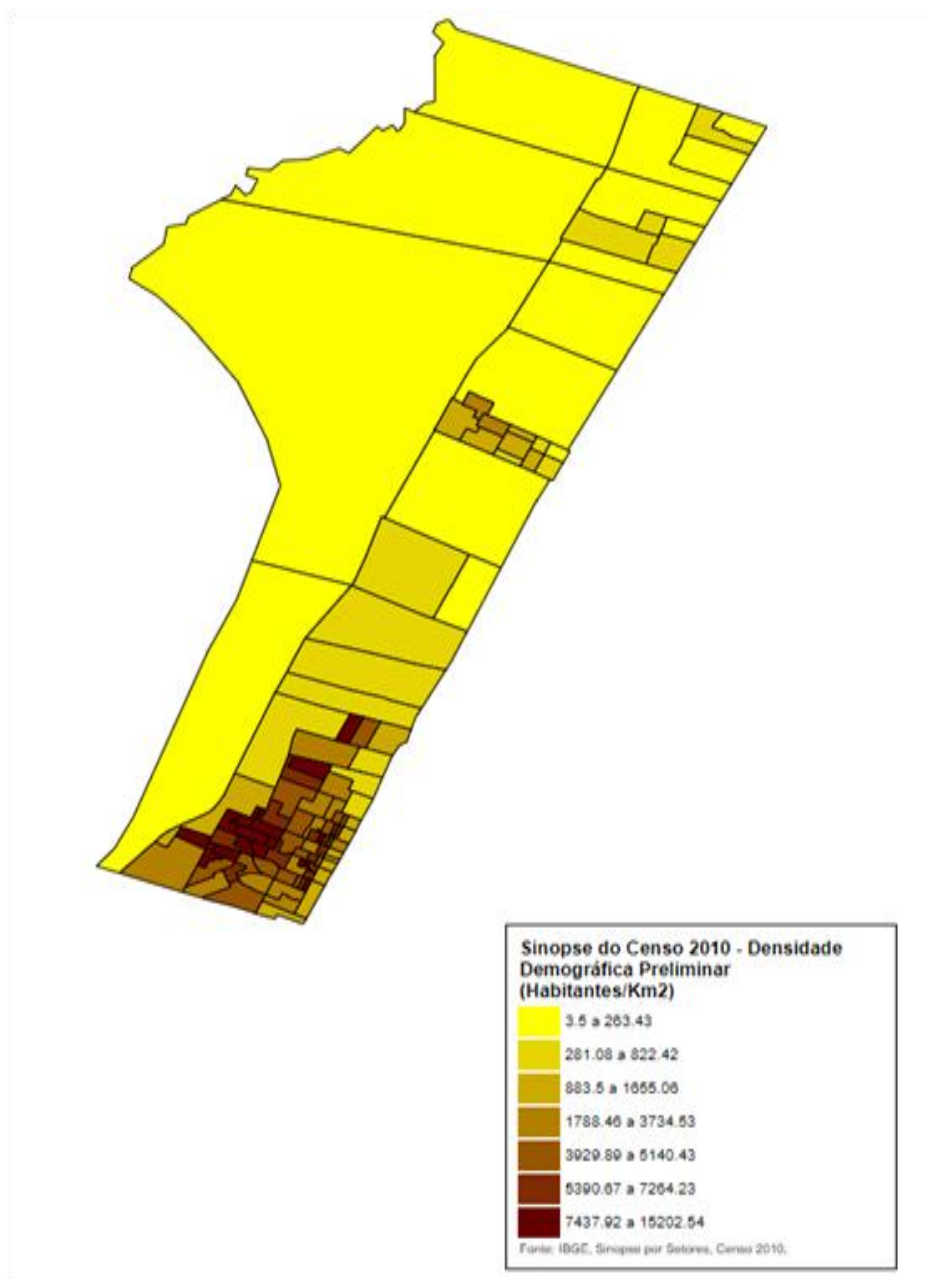 Sinopse do Censo 2010 - Densidade
Demográfica Preliminar
(Habitantes/Km2)
3.5 a 263.43
281.08 a 822.42
883.5 a 1655.06
1788.46 a 3734.53
3929.89 a 5140.43
5390.67 a 7264.23
7437.92 a 15202.54
Fonte: IBGE, Sinopse por Setores, Censo 2010;